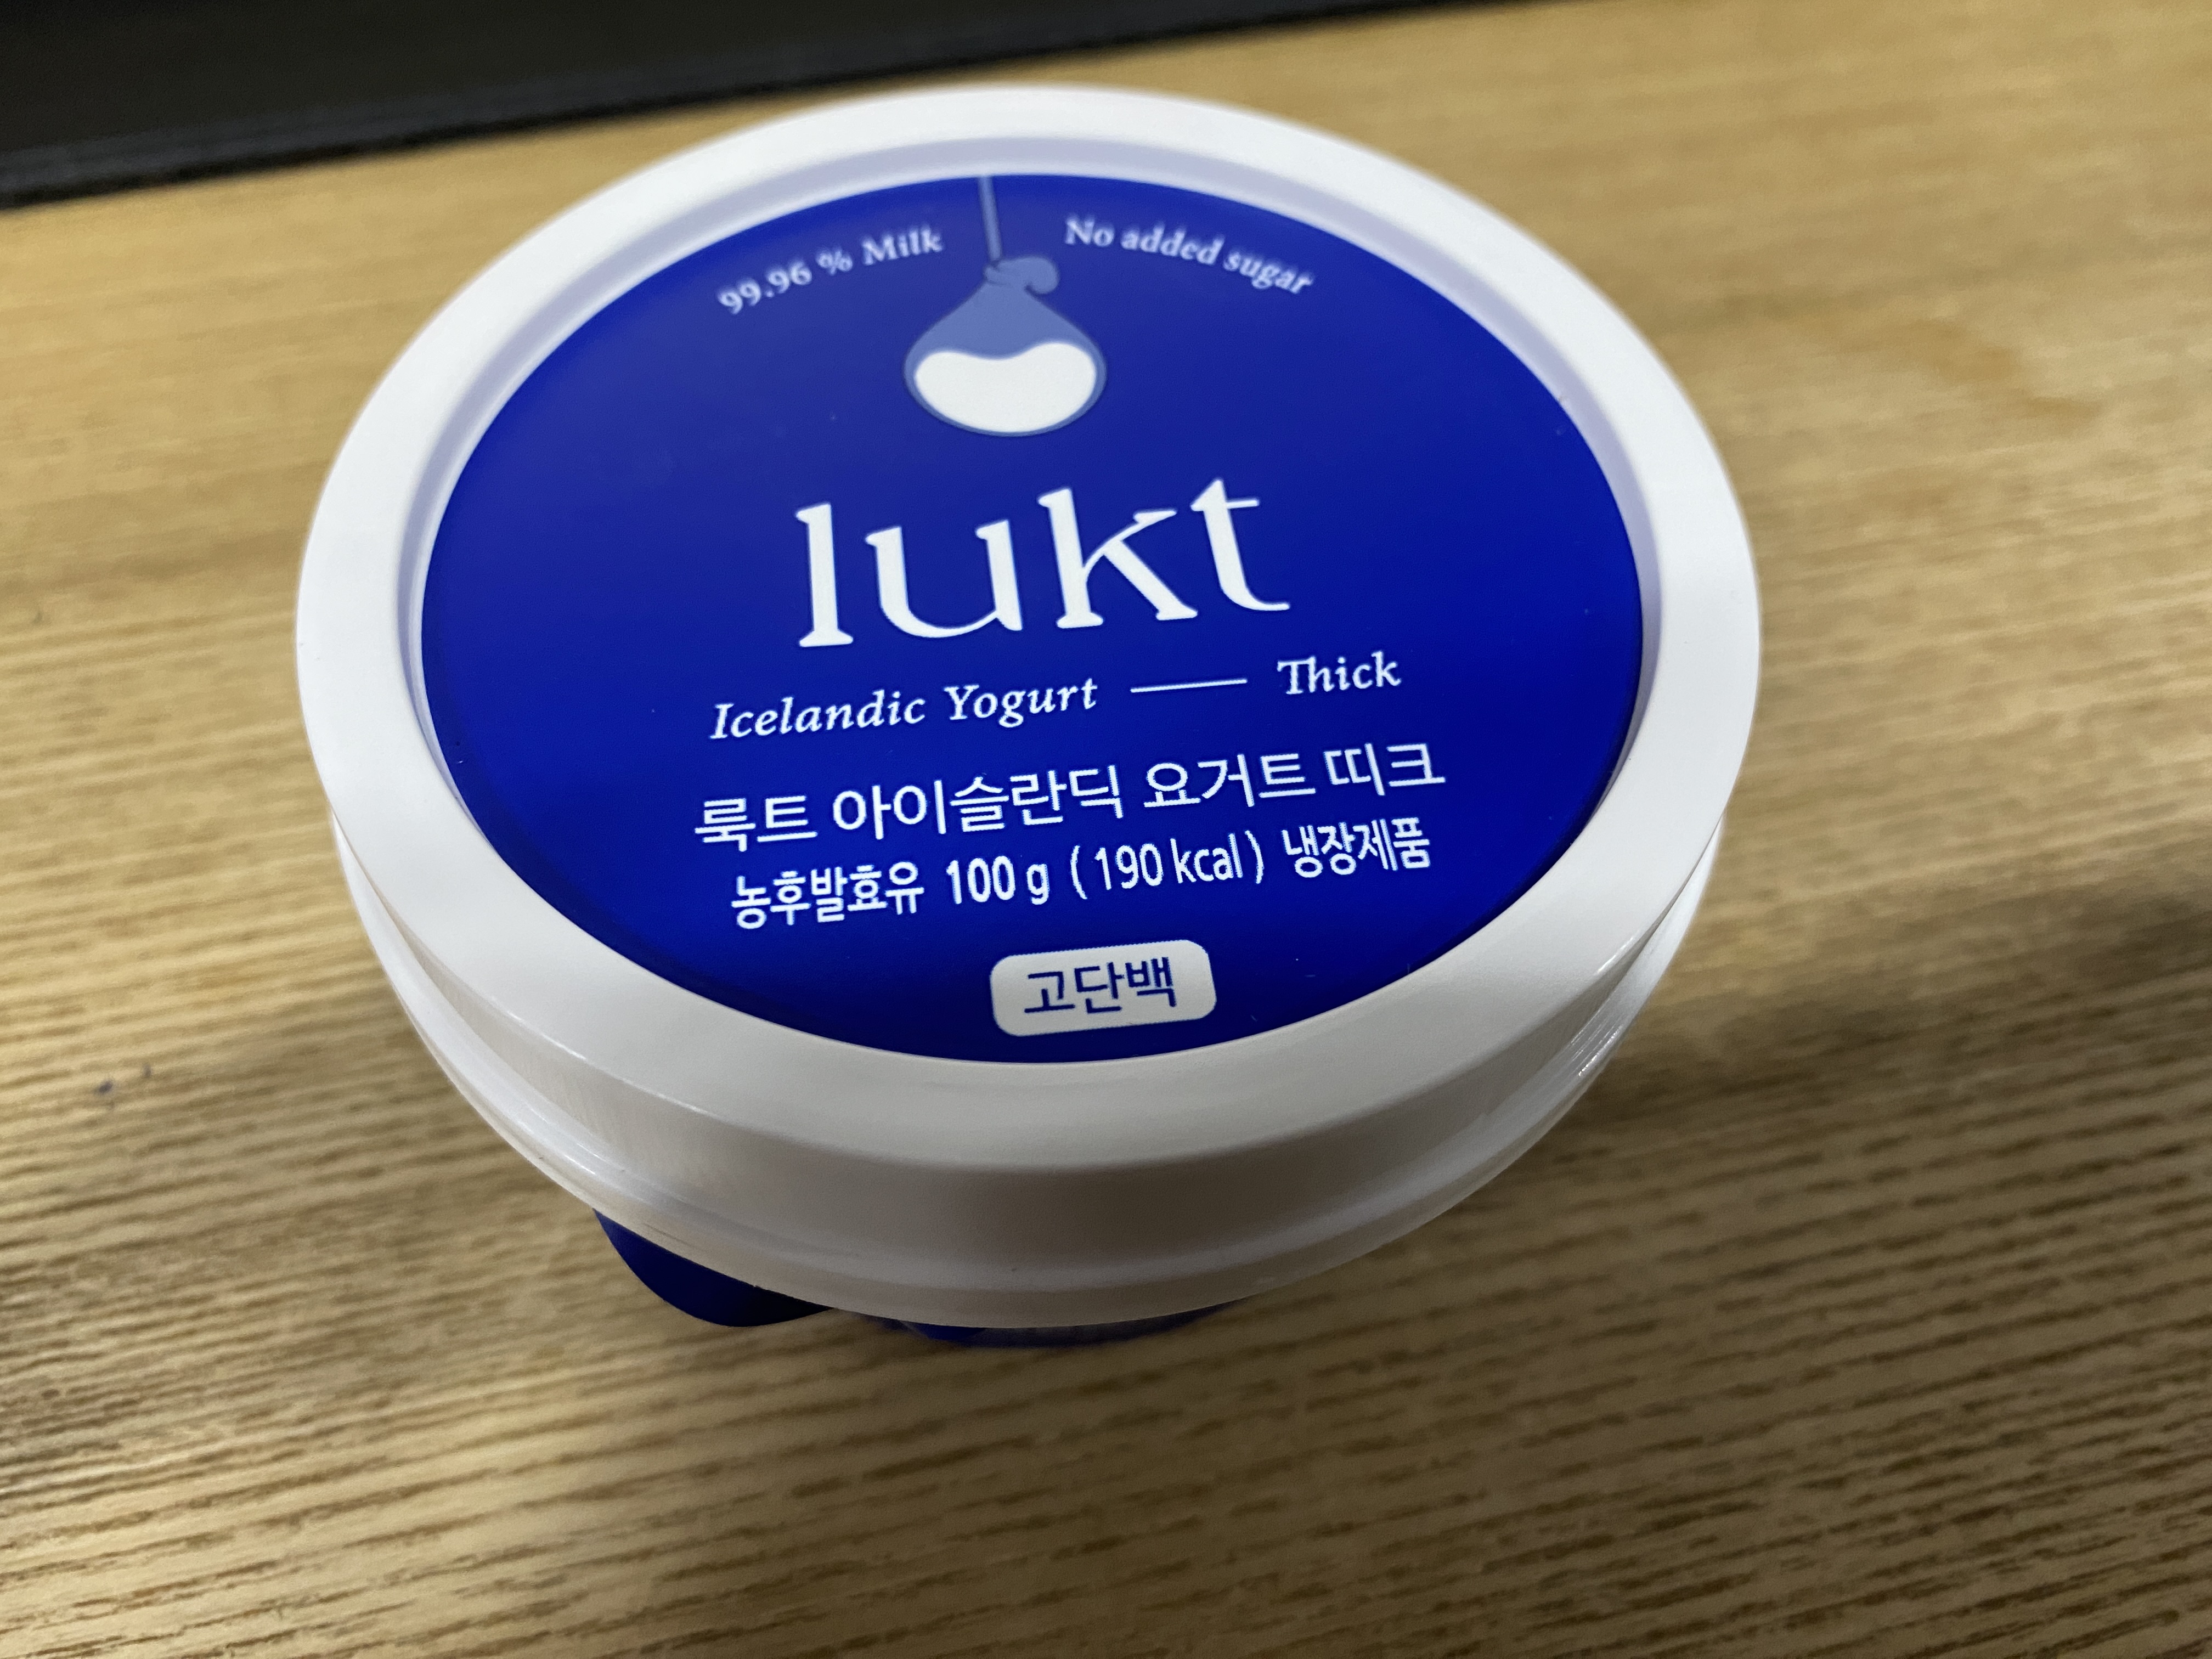 99.96 % Milk
No added sugar
lukt
Icelandic Yogurt — Thick
룩트 아이슬란딕 요거트 띠크
농후발효유 100 g ( 190 kcal ) 냉장제품
고단백